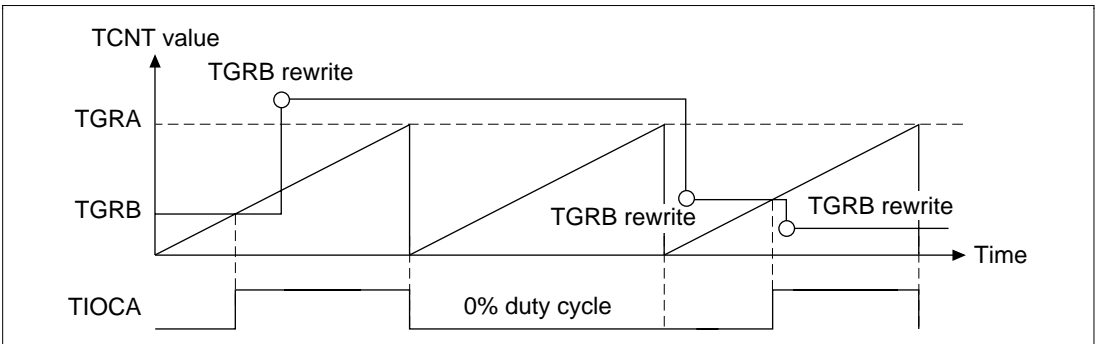 TCNT value
TGRB rewrite
TGRA
TGRB
TGRB rewrite
TGRB rewrite
Time
TIOCA
0% duty cycle